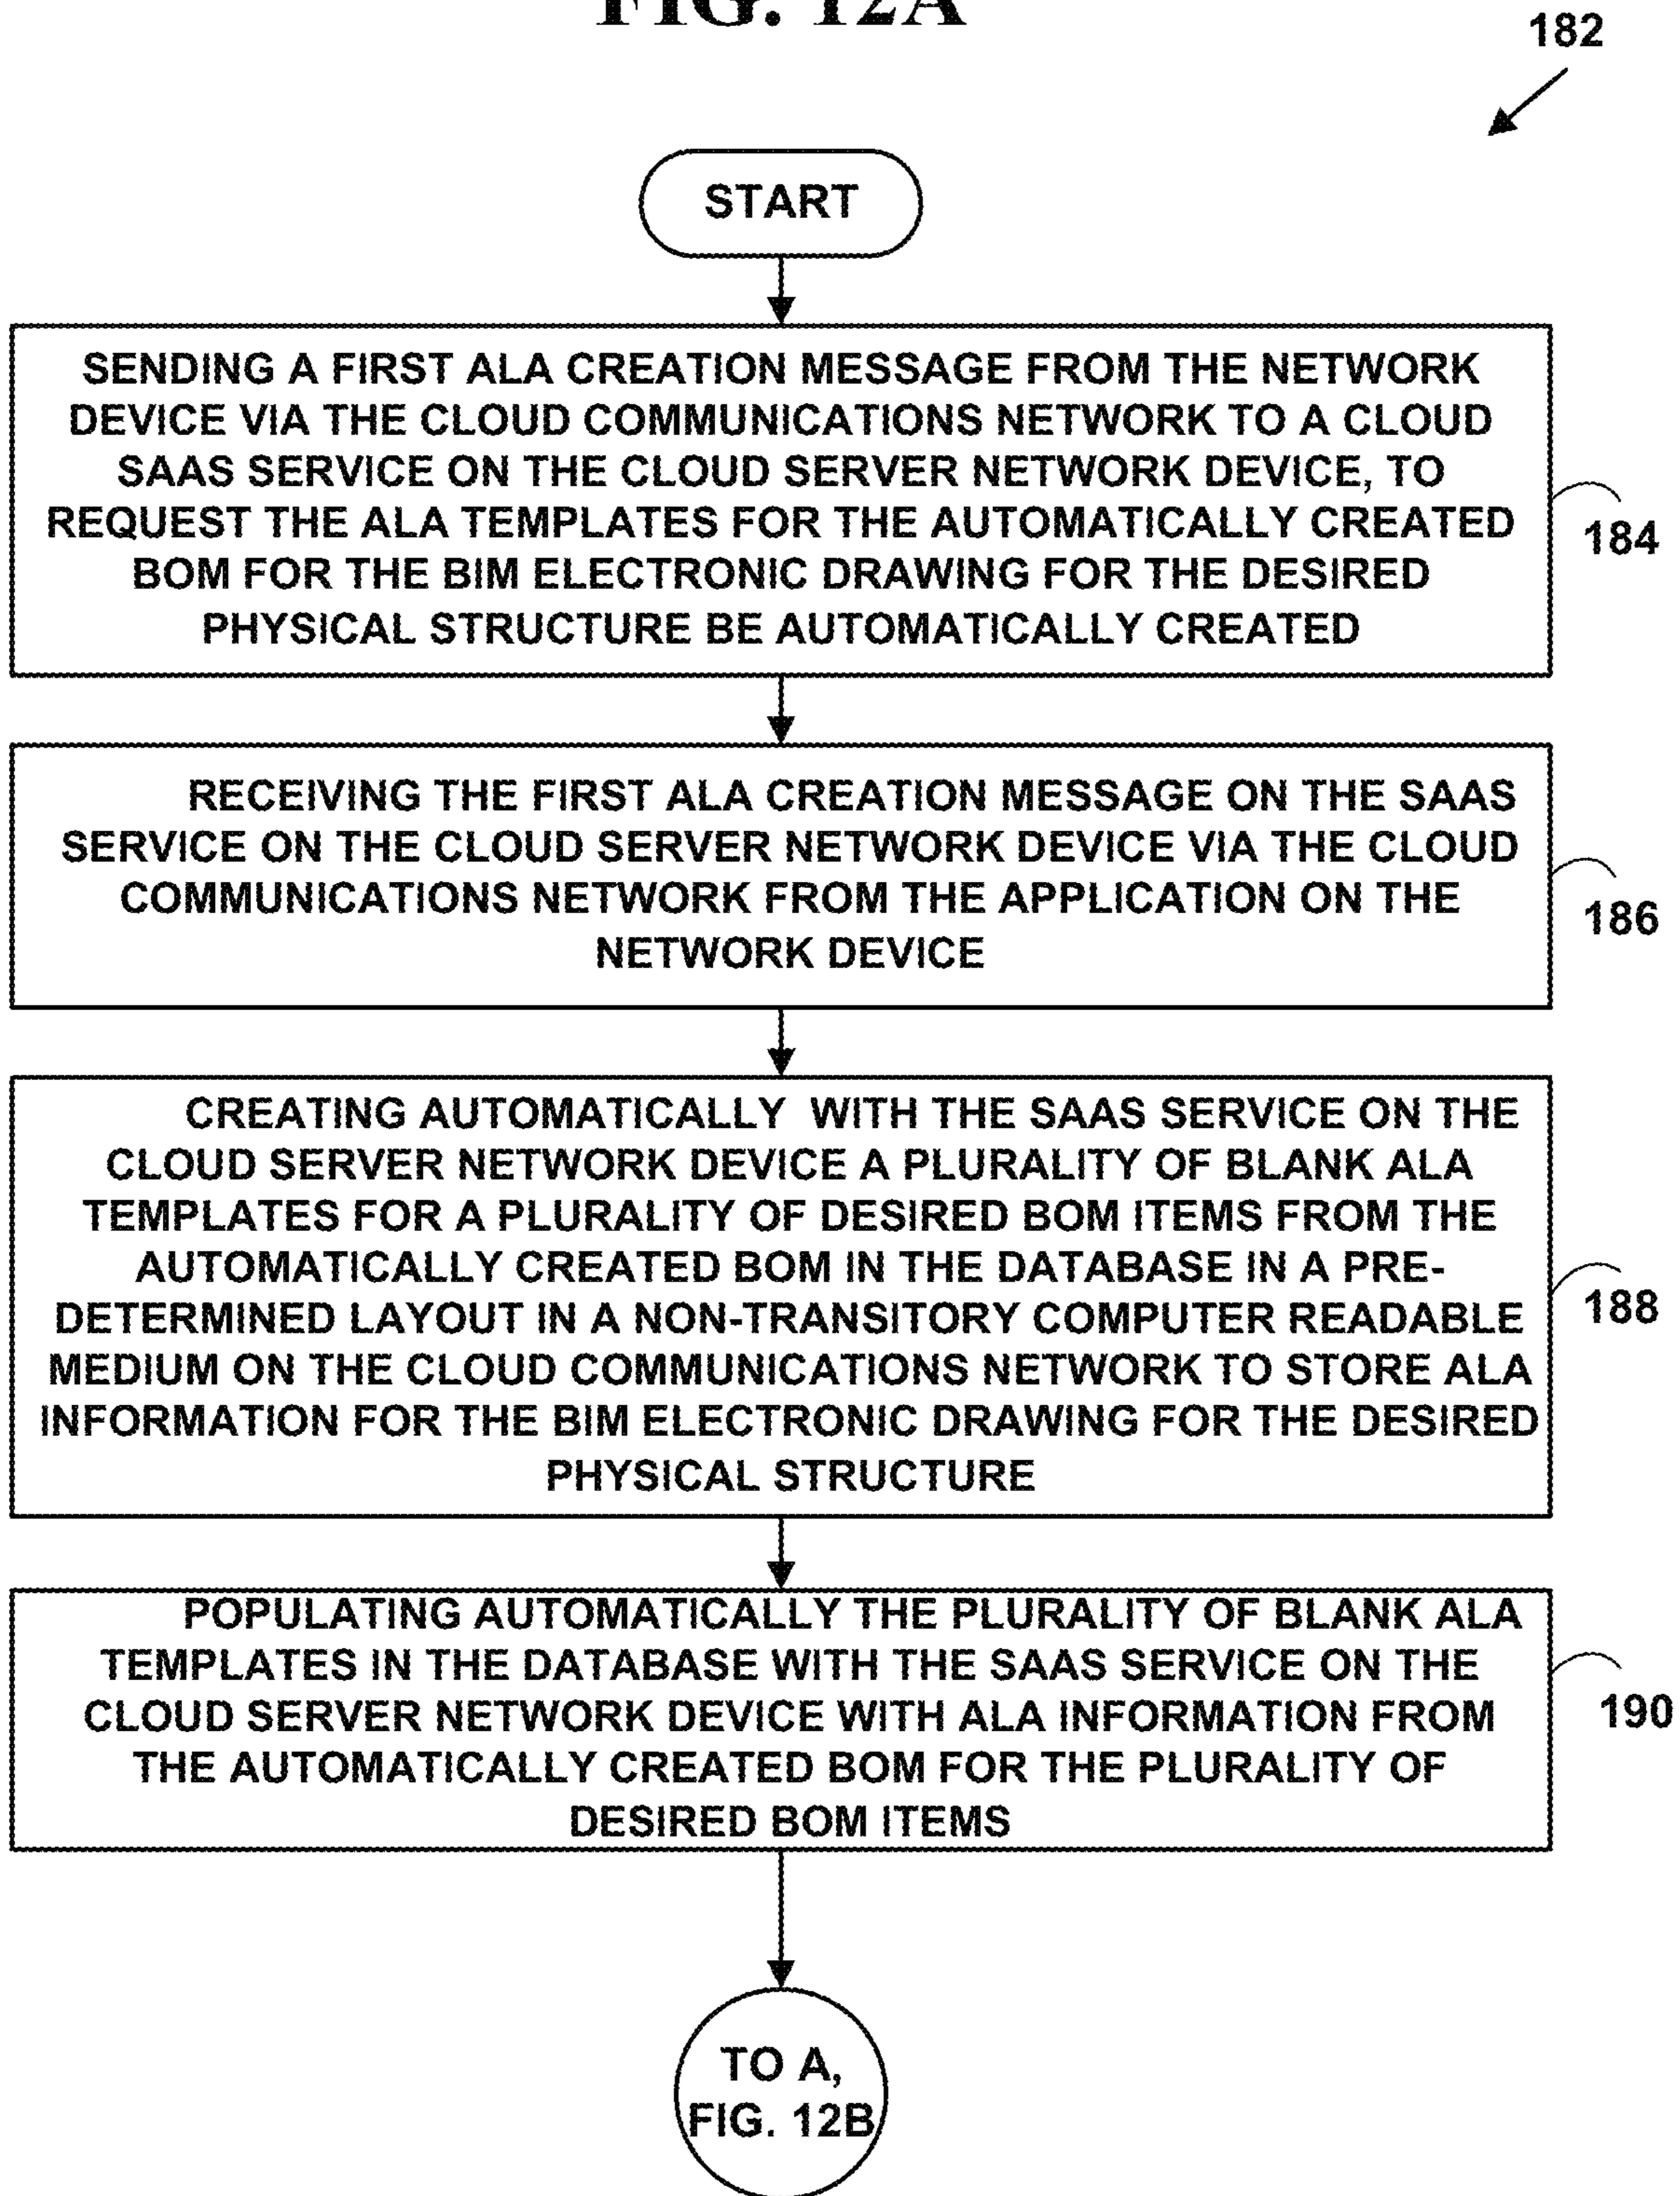 FIG. 12A
182
START
SENDING A FIRST ALA CREATION MESSAGE FROM THE NETWORK
DEVICE VIA THE CLOUD COMMUNICATIONS NETWORK TO A CLOUD
SAAS SERVICE ON THE CLOUD SERVER NETWORK DEVICE, TO
REQUEST THE ALA TEMPLATES FOR THE AUTOMATICALLY CREATED
BOM FOR THE BIM ELECTRONIC DRAWING FOR THE DESIRED
PHYSICAL STRUCTURE BE AUTOMATICALLY CREATED
184
RECEIVING THE FIRST ALA CREATION MESSAGE ON THE SAAS
SERVICE ON THE CLOUD SERVER NETWORK DEVICE VIA THE CLOUD
COMMUNICATIONS NETWORK FROM THE APPLICATION ON THE
NETWORK DEVICE
186
CREATING AUTOMATICALLY WITH THE SAAS SERVICE ON THE
CLOUD SERVER NETWORK DEVICE A PLURALITY OF BLANK ALA
TEMPLATES FOR A PLURALITY OF DESIRED BOM ITEMS FROM THE
AUTOMATICALLY CREATED BOM IN THE DATABASE IN A PRE-
DETERMINED LAYOUT IN A NON-TRANSITORY COMPUTER READABLE
MEDIUM ON THE CLOUD COMMUNICATIONS NETWORK TO STORE ALA
INFORMATION FOR THE BIM ELECTRONIC DRAWING FOR THE DESIRED
PHYSICAL STRUCTURE
188
POPULATING AUTOMATICALLY THE PLURALITY OF BLANK ALA
TEMPLATES IN THE DATABASE WITH THE SAAS SERVICE ON THE
CLOUD SERVER NETWORK DEVICE WITH ALA INFORMATION FROM
THE AUTOMATICALLY CREATED BOM FOR THE PLURALITY OF
DESIRED BOM ITEMS
190
TO A,
FIG. 12B